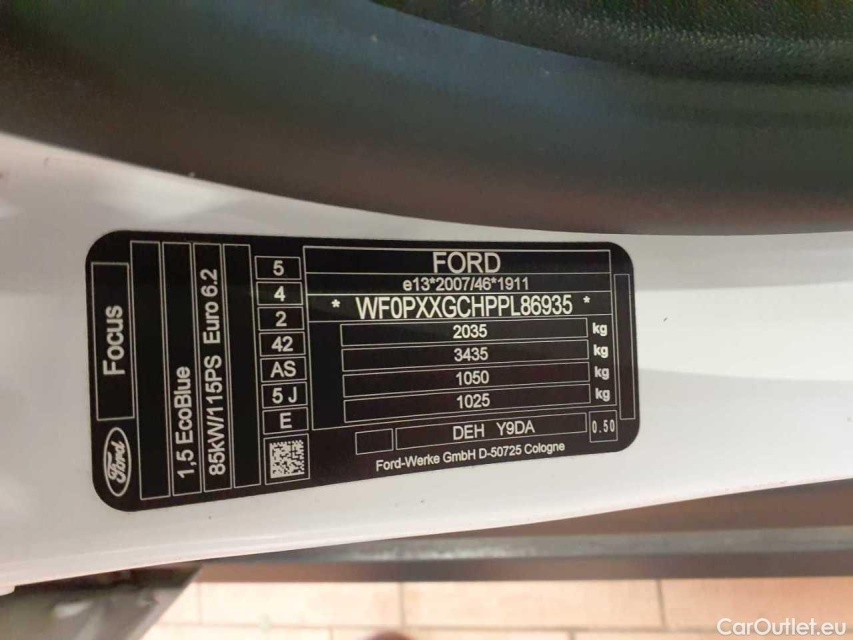 FORD
e13*2007/46*1911
* WF0PXXGCHPPL86935 *
2035 kg
3435 kg
1050 kg
1025 kg
DEH Y9DA
0.50
Ford-Werke GmbH D-50725 Cologne
5
4
2
42
AS
5 J
E
Focus
Ford
1,5 EcoBlue
85kW/115PS Euro 6.2
CarOutlet.eu